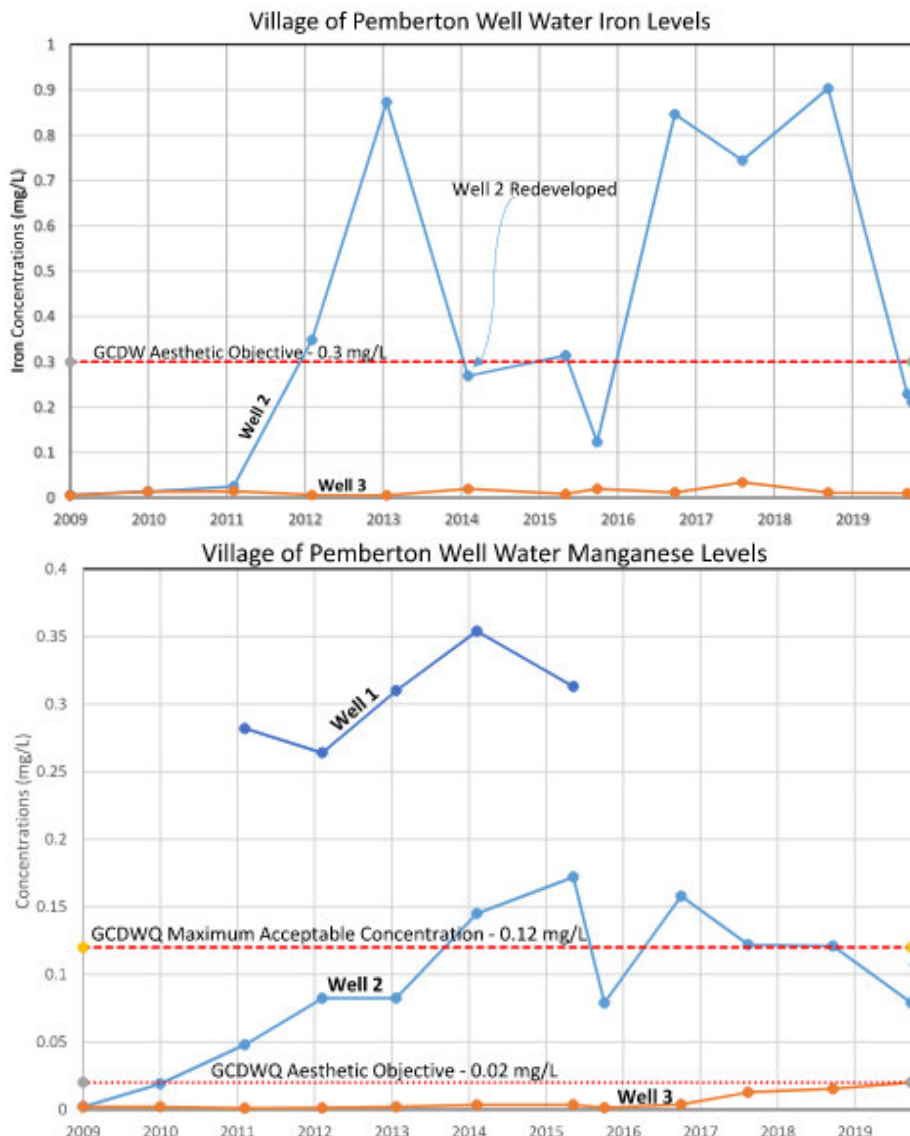 Village of Pemberton Well Water Iron Levels
Iron Concentrations (mg/L)
1
0.9
0.8
0.7
0.6
0.5
0.4
0.3
0.2
0.1
0
Well 2 Redeveloped
GCDW Aesthetic Objective - 0.3 mg/L
Well 2
Well 3
2009 2010 2011 2012 2013 2014 2015 2016 2017 2018 2019
Village of Pemberton Well Water Manganese Levels
Concentrations (mg/L)
0.4
0.35
0.3
0.25
0.2
0.15
0.1
0.05
0
Well 1
GCDWQ Maximum Acceptable Concentration - 0.12 mg/L
Well 2
GCDWQ Aesthetic Objective - 0.02 mg/L
Well 3
2009 2010 2011 2012 2013 2014 2015 2016 2017 2018 2019